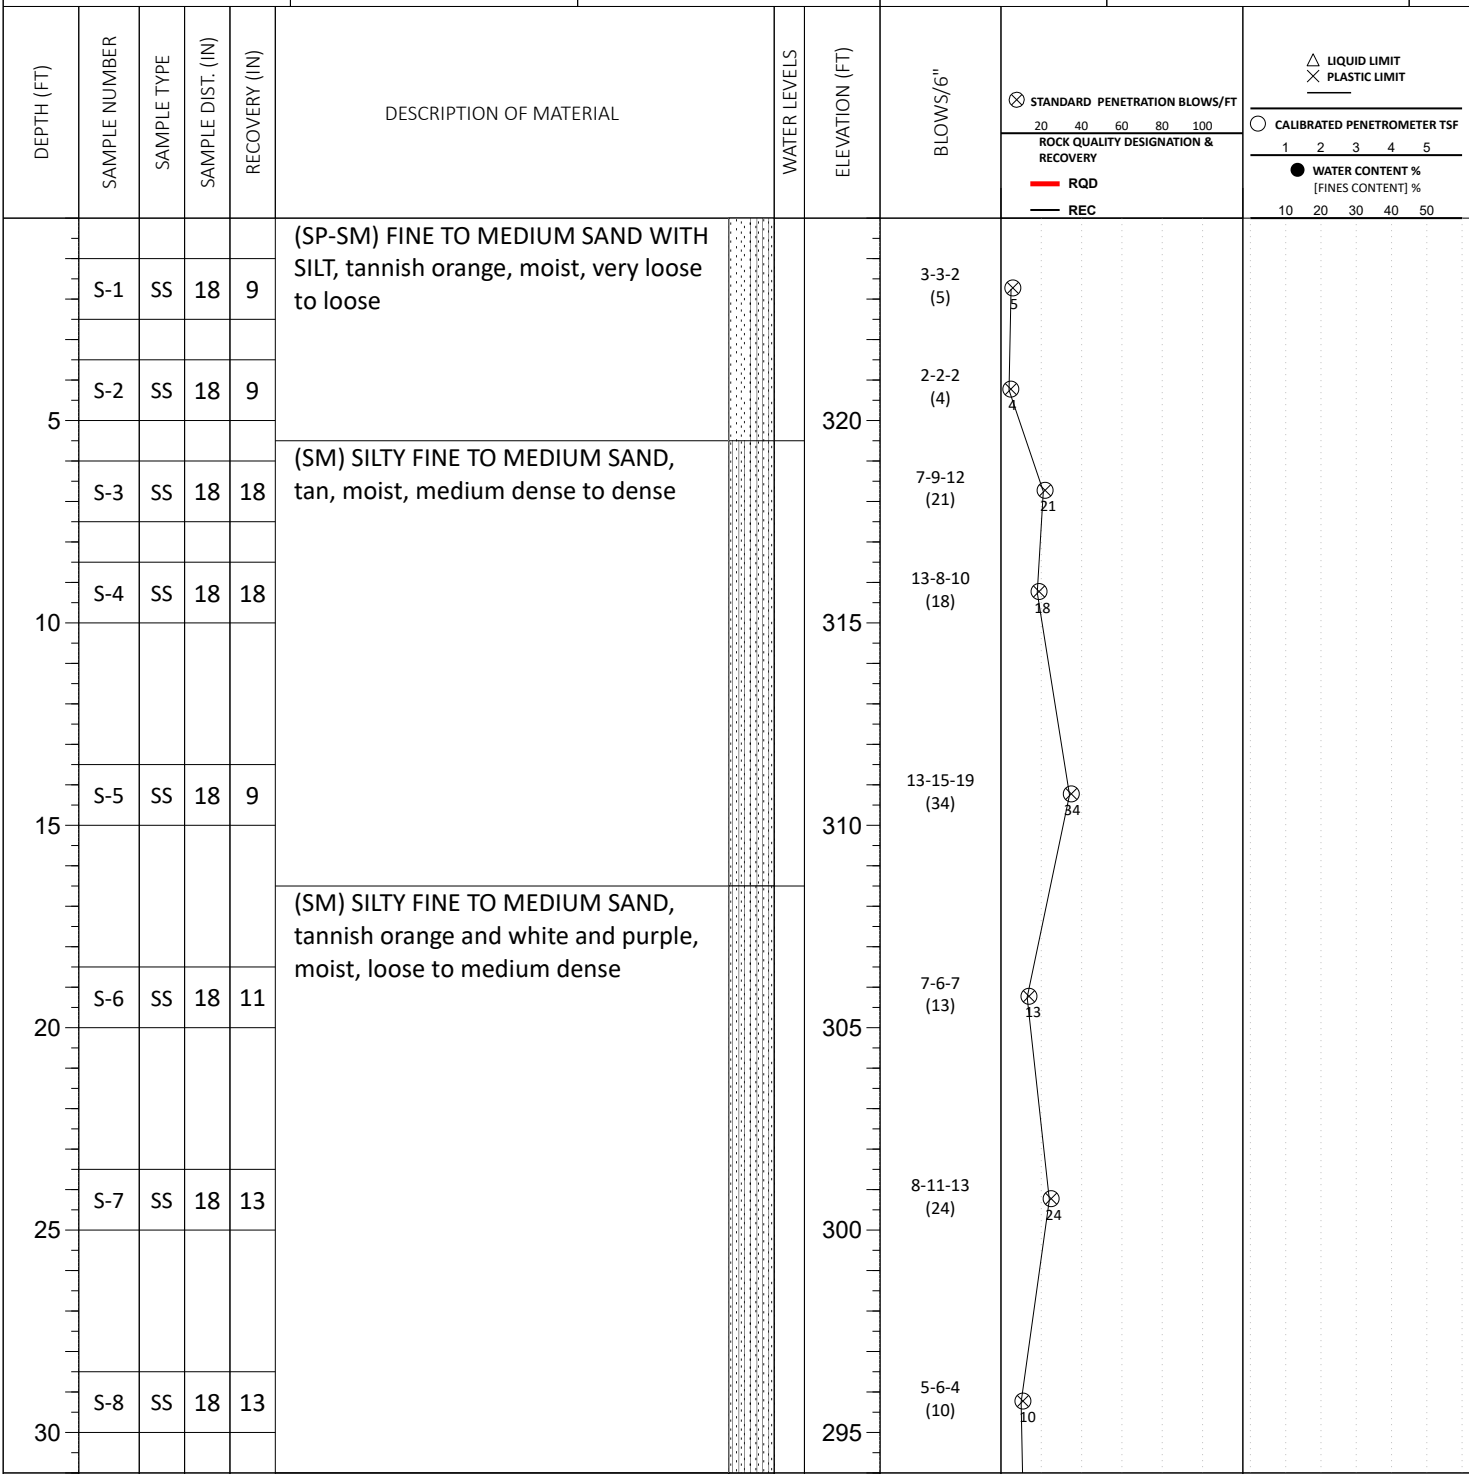 DEPTH (FT)
SAMPLE NUMBER
SAMPLE TYPE
SAMPLE DIST. (IN)
RECOVERY (IN)
DESCRIPTION OF MATERIAL
WATER LEVELS
ELEVATION (FT)
BLOWS/6"
STANDARD PENETRATION BLOWS/FT
20 40 60 80 100
ROCK QUALITY DESIGNATION &
RECOVERY
RQD
REC
LIQUID LIMIT
PLASTIC LIMIT
CALIBRATED PENETROMETER TSF
1 2 3 4 5
WATER CONTENT %
[FINES CONTENT] %
10 20 30 40 50
(SP-SM) FINE TO MEDIUM SAND WITH
SILT, tannish orange, moist, very loose
to loose
S-1 SS 18 9
3-3-2
(5)
5
S-2 SS 18 9
2-2-2
(4)
4
5 320
(SM) SILTY FINE TO MEDIUM SAND,
tan, moist, medium dense to dense
S-3 SS 18 18
7-9-12
(21)
21
S-4 SS 18 18
13-8-10
(18)
18
10 315
S-5 SS 18 9
13-15-19
(34)
34
15 310
(SM) SILTY FINE TO MEDIUM SAND,
tannish orange and white and purple,
moist, loose to medium dense
S-6 SS 18 11
7-6-7
(13)
13
20 305
S-7 SS 18 13
8-11-13
(24)
24
25 300
S-8 SS 18 13
5-6-4
(10)
10
30 295